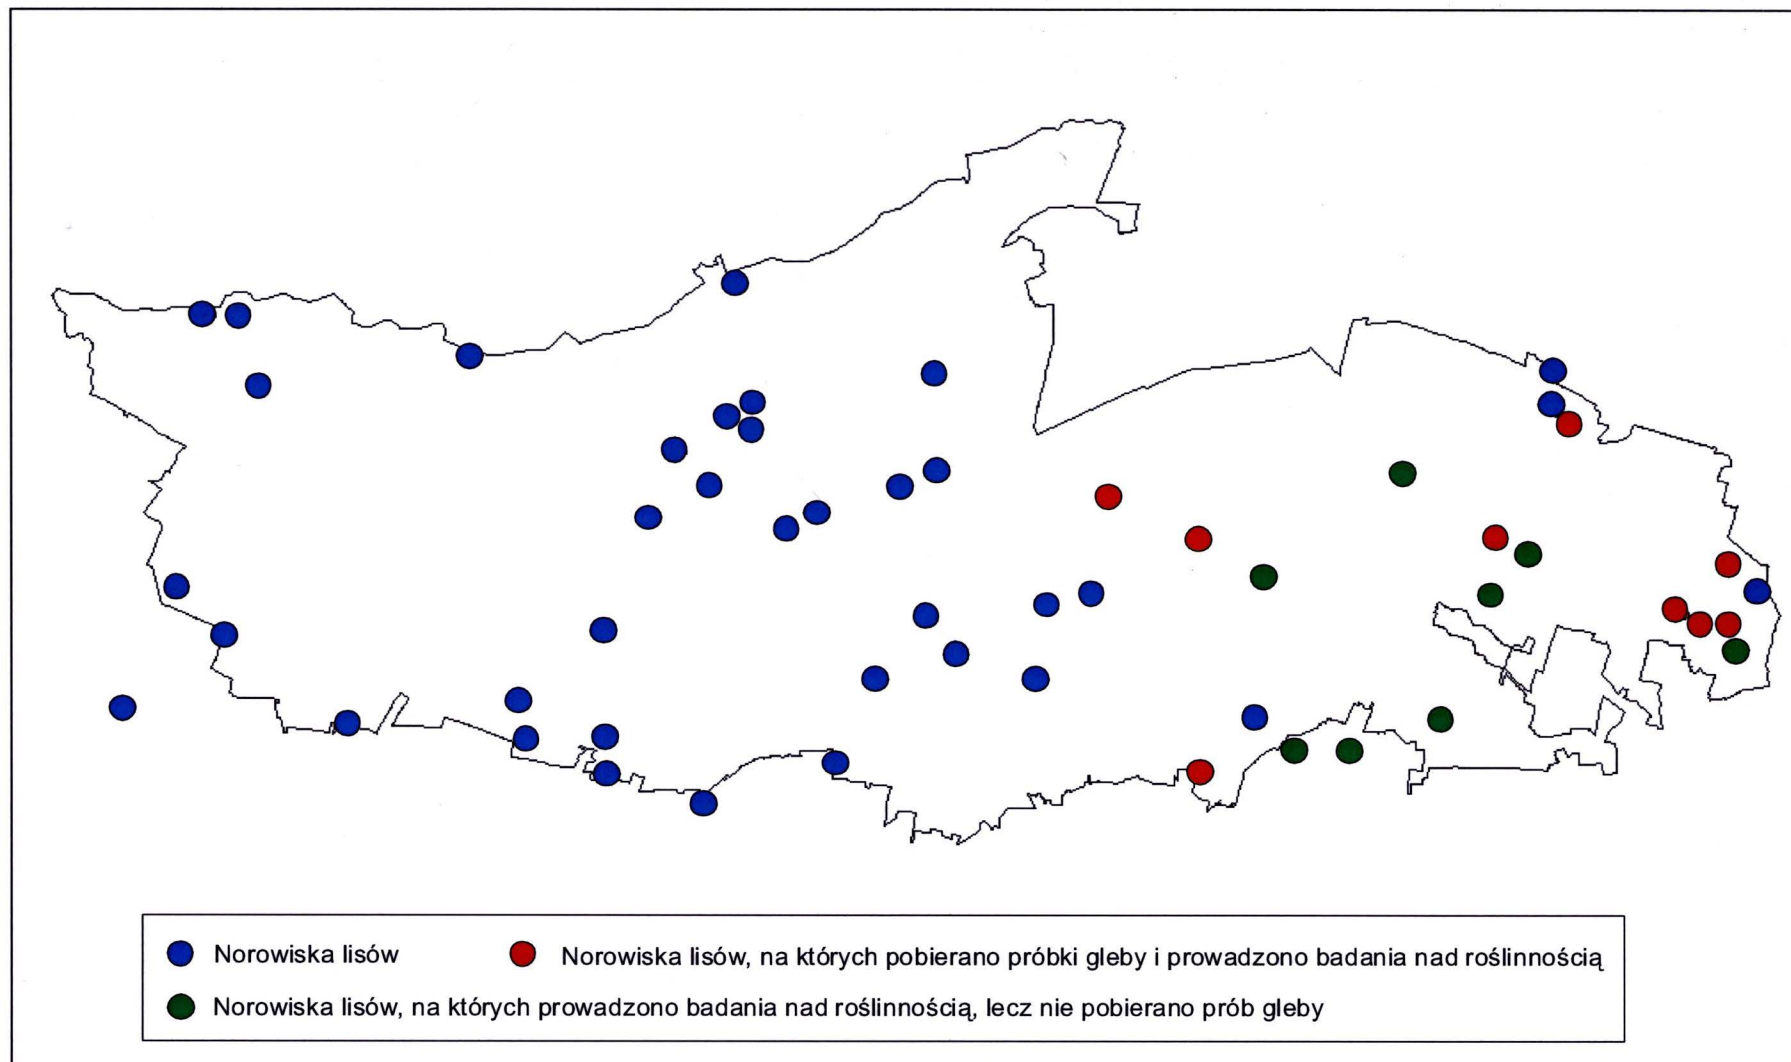 Norowiska lisów
Norowiska lisów, na których pobierano próbki gleby i prowadzono badania nad roślinnością
Norowiska lisów, na których prowadzono badania nad roślinnością, lecz nie pobierano prób gleby